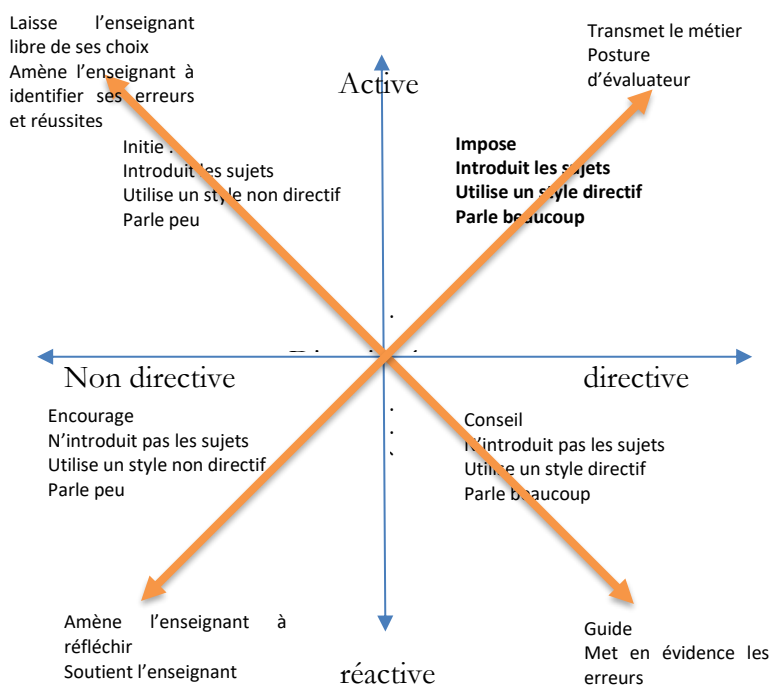 Laisse l’enseignant
libre de ses choix
Amène l’enseignant à
identifier ses erreurs
et réussites
Active
Transmet le métier
Posture
d’évaluateur
Initie :
Introduit les sujets
Utilise un style non directif
Parle peu
Impose
Introduit les sujets
Utilise un style directif
Parle beaucoup
Non directive
directive
Encourage
N’introduit pas les sujets
Utilise un style non directif
Parle peu
Conseil
N’introduit pas les sujets
Utilise un style directif
Parle beaucoup
Amène l’enseignant à
réfléchir
Soutient l’enseignant
réactive
Guide
Met en évidence les
erreurs